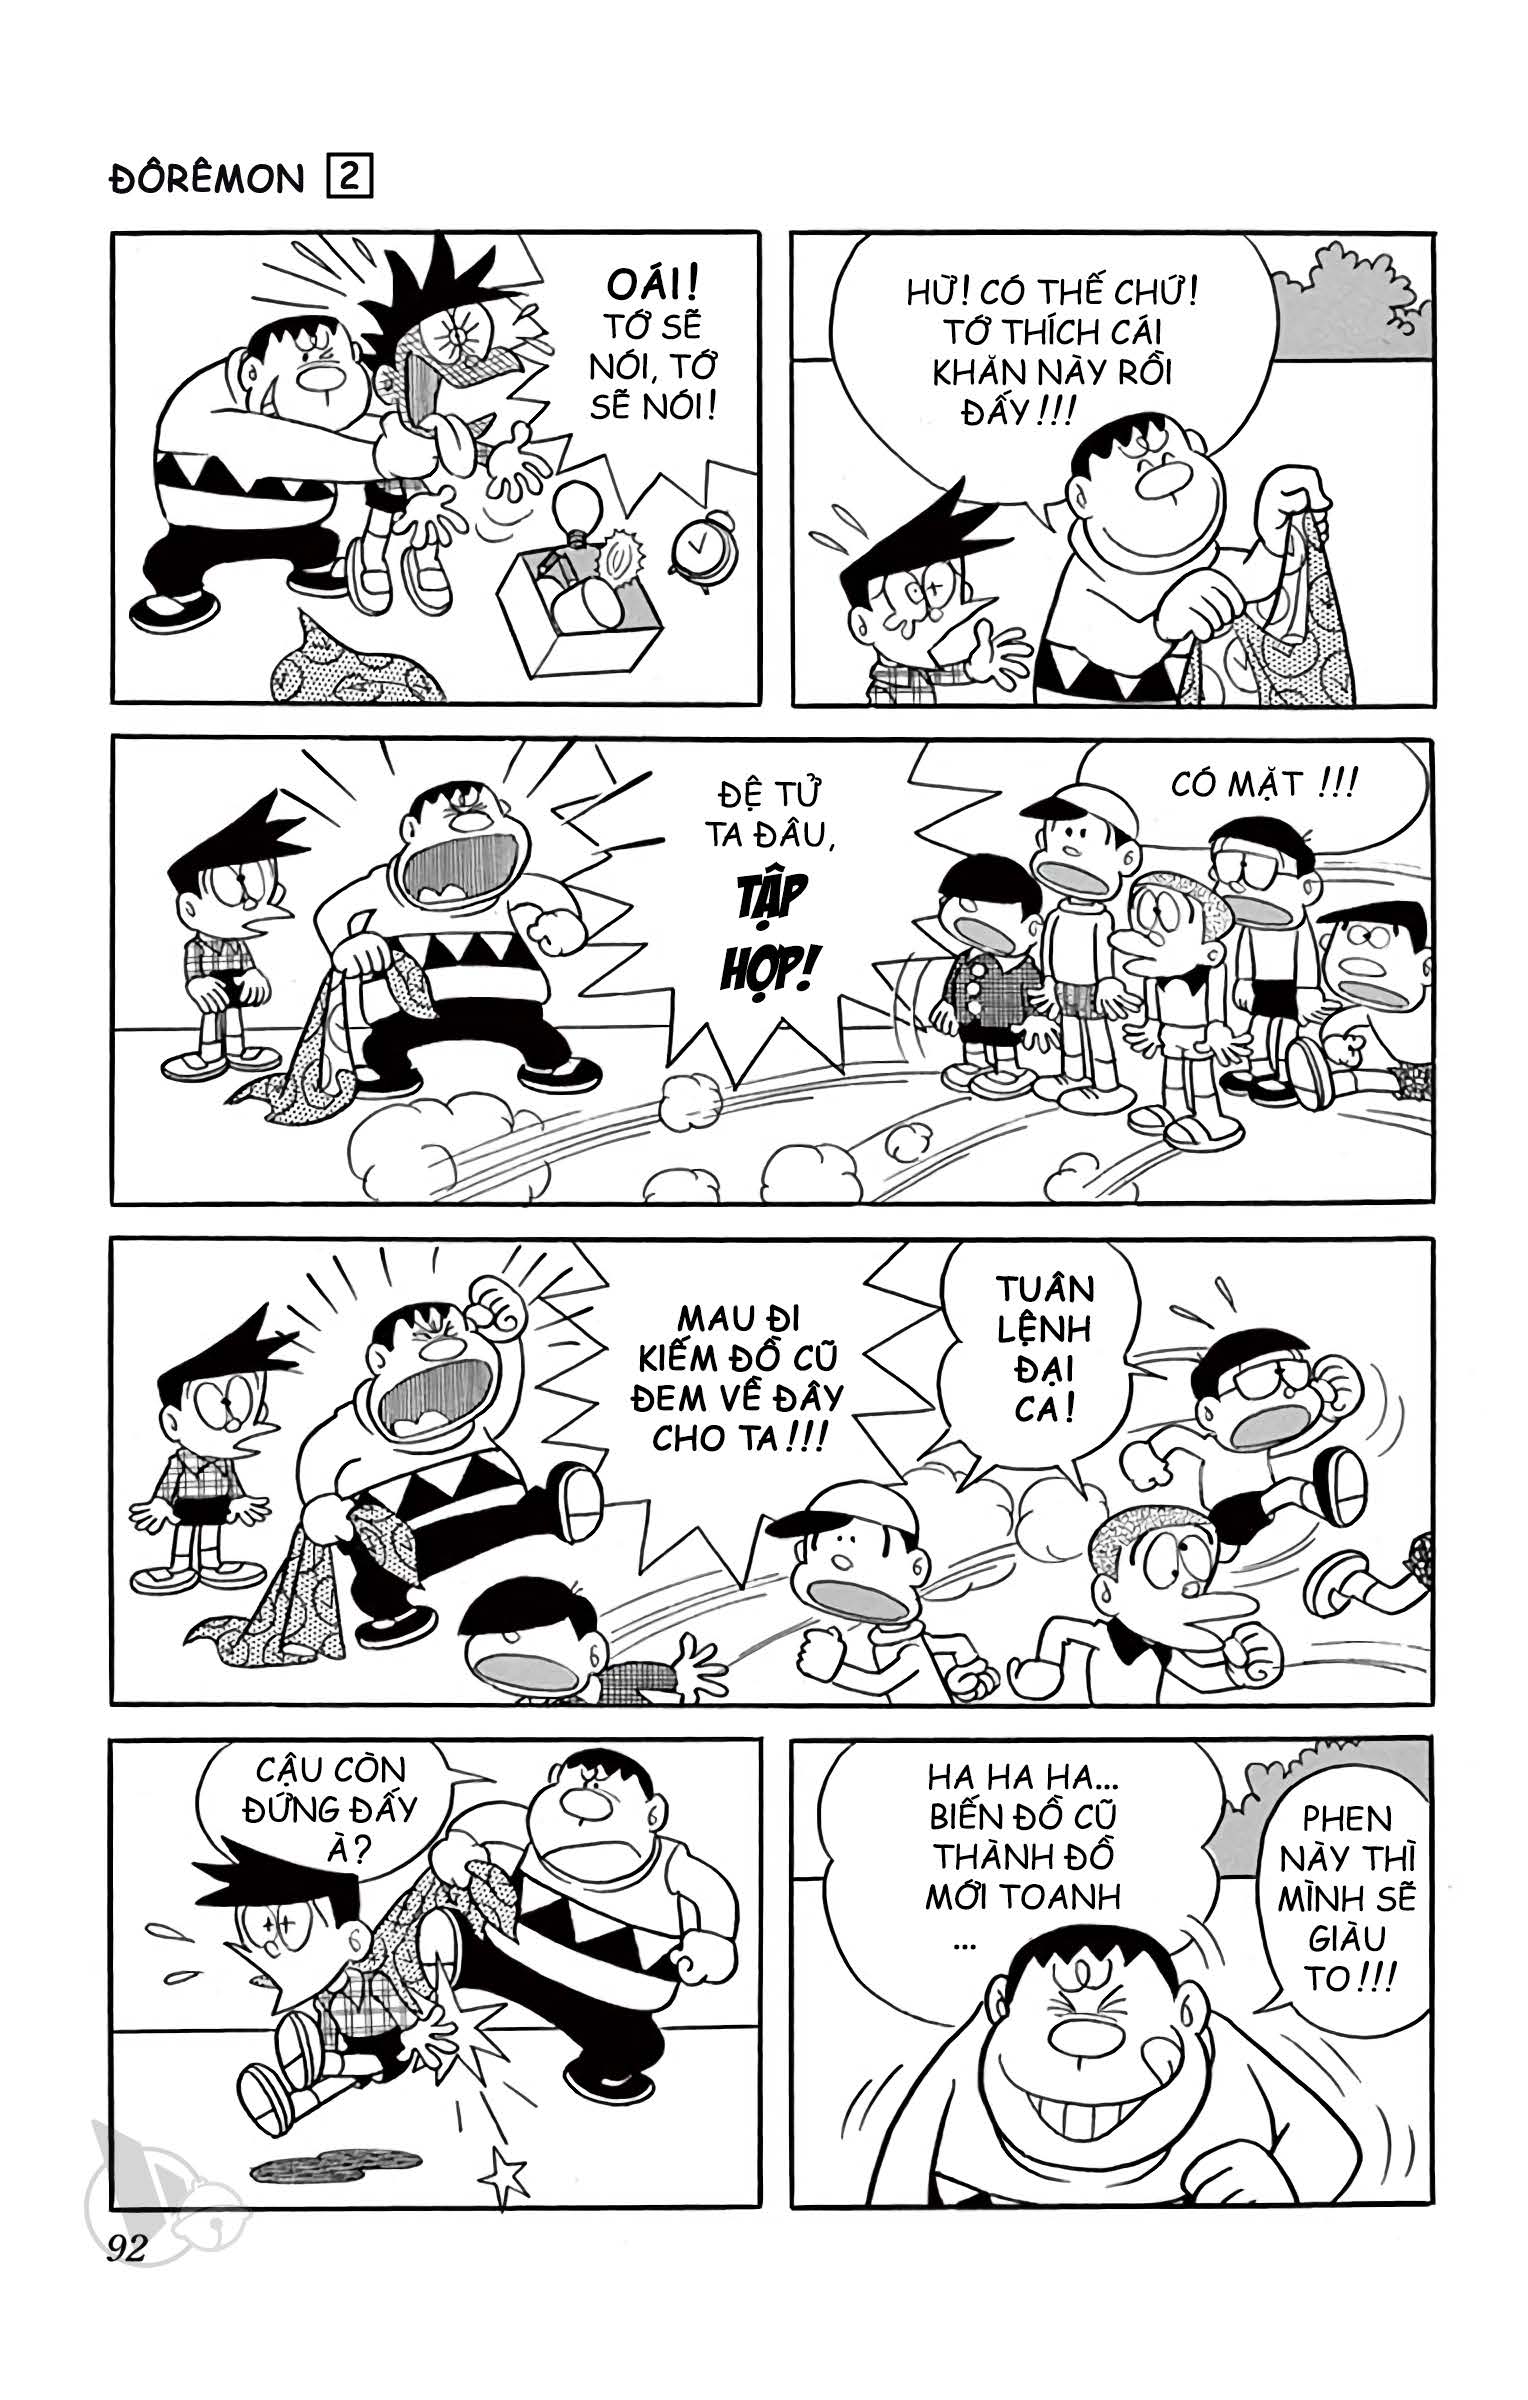 ĐÔRÊMON 2
OÁI!
TỚ SẼ
NÓI, TỚ
SẼ NÓI!
HỪ! CÓ THẾ CHỨ!
TỚ THÍCH CÁI
KHĂN NÀY RỒI
ĐẤY!!!
ĐỆ TỬ
TA ĐÂU,
TẬP
HỢP!
CÓ MẶT !!!
MAU ĐI
KIẾM ĐỒ CŨ
ĐEM VỀ ĐÂY
CHO TA!!!
TUÂN
LỆNH
ĐẠI
CA!
CẬU CÒN
ĐỨNG ĐẤY
À?
HA HA HA...
BIẾN ĐỒ CŨ
THÀNH ĐỒ
MỚI TOANH
...
PHEN
NÀY THÌ
MÌNH SẼ
GIÀU
TO!!!
92